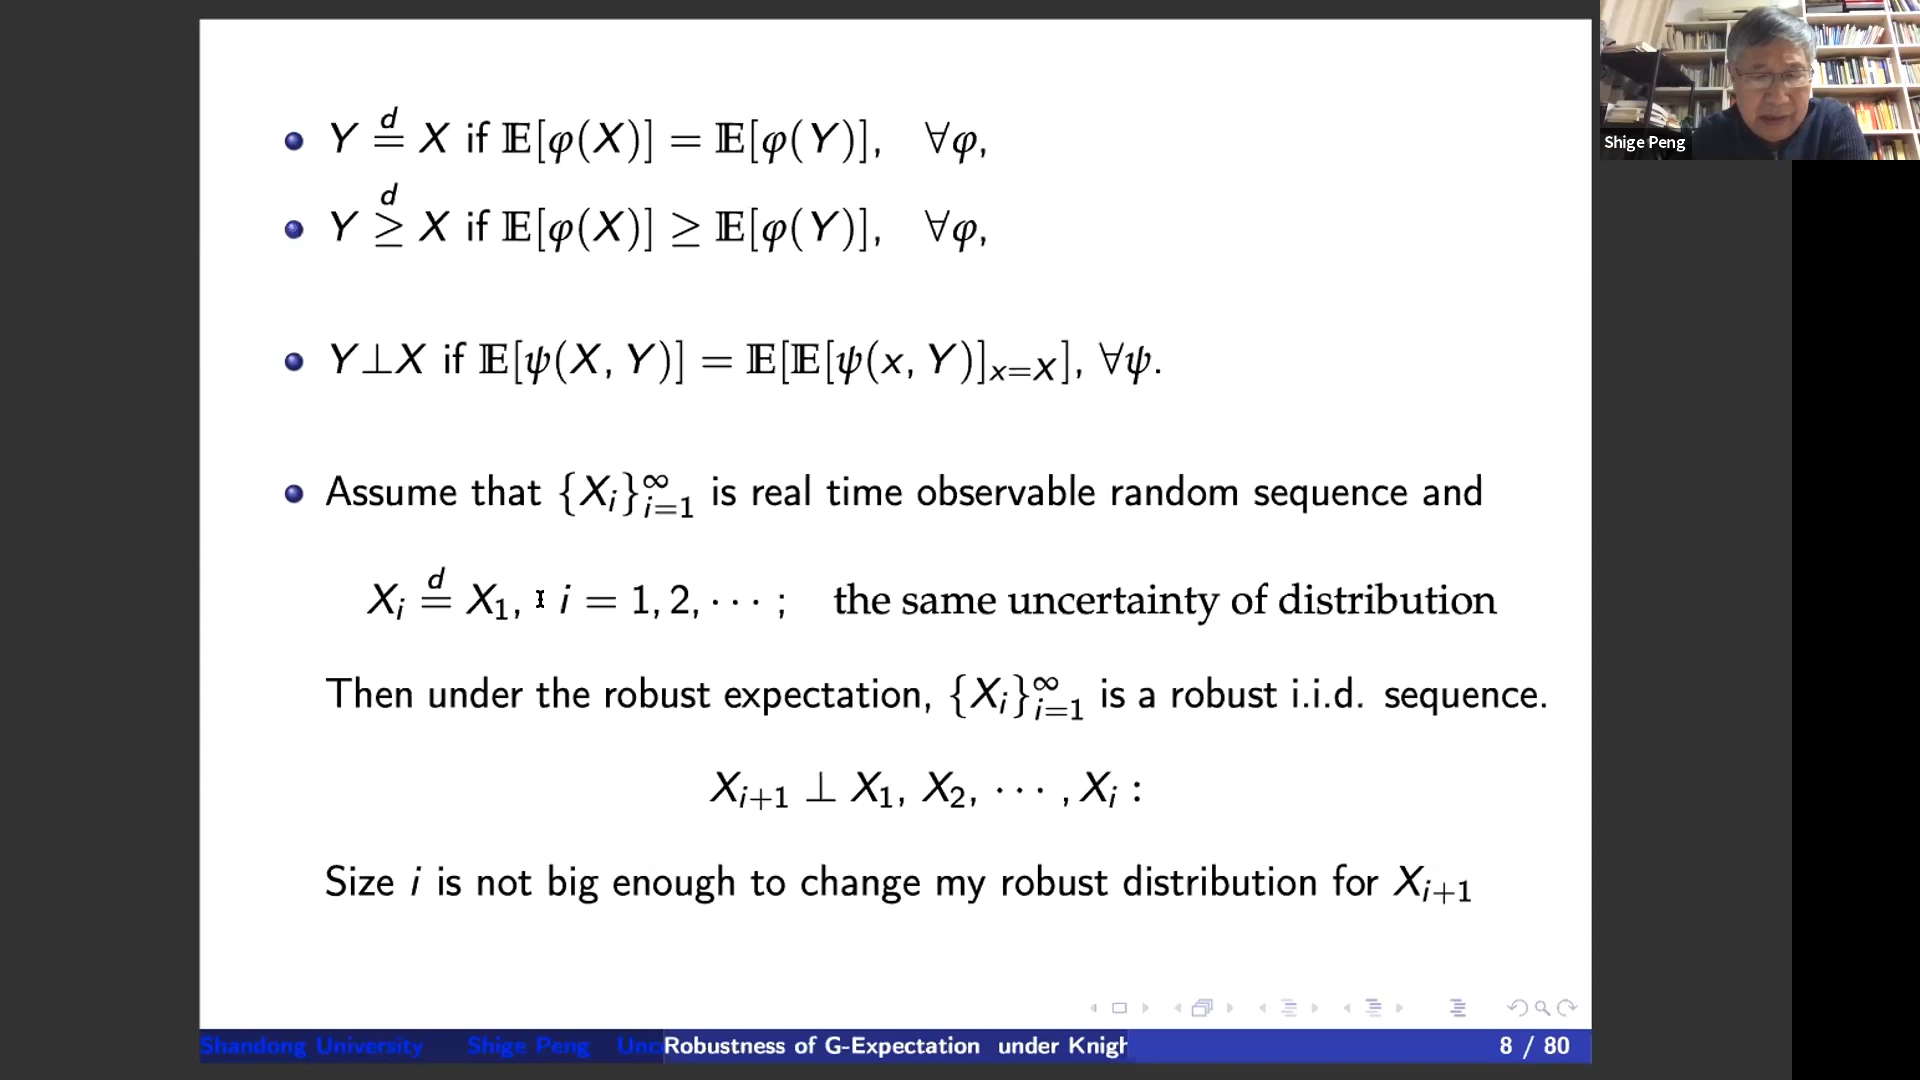 Y =^d X if 𝔼[φ(X)] = 𝔼[φ(Y)], ∀φ,
Y ≥^d X if 𝔼[φ(X)] ≥ 𝔼[φ(Y)], ∀φ,
Y⊥X if 𝔼[ψ(X, Y)] = 𝔼[𝔼[ψ(x, Y)]_{x=X}], ∀ψ.
Assume that {X_i}_{i=1}^∞ is real time observable random sequence and
X_i =^d X_1, i = 1, 2, ··· ; the same uncertainty of distribution
Then under the robust expectation, {X_i}_{i=1}^∞ is a robust i.i.d. sequence.
X_{i+1} ⊥ X_1, X_2, ··· , X_i :
Size i is not big enough to change my robust distribution for X_{i+1}
Shandong University Shige Peng Unc Robustness of G-Expectation under Knigh 8 / 80
Shige Peng